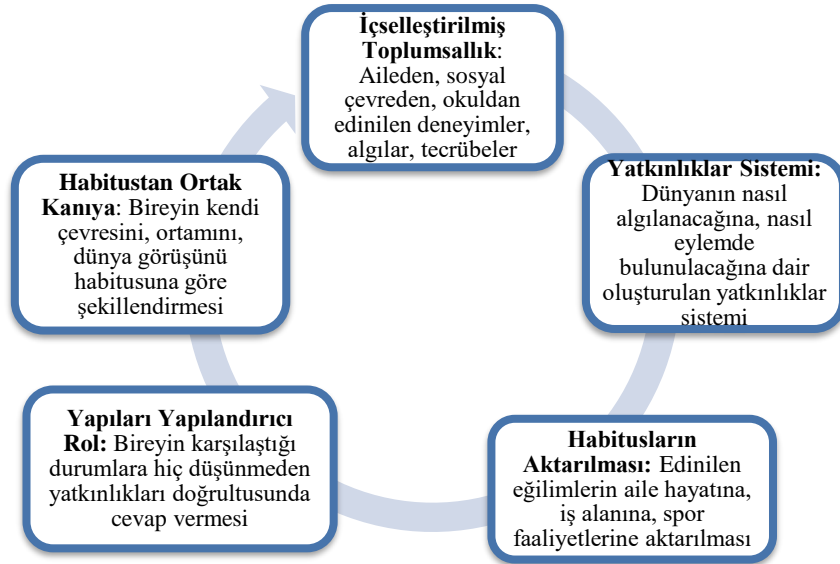 İçselleştirilmiş
Toplumsallık:
Aileden, sosyal
çevreden, okuldan
edinilen deneyimler,
algılar, tecrübeler
Yatkınlıklar Sistemi:
Dünyanın nasıl
algılanacağına, nasıl
eylemde
bulunulacağına dair
oluşturulan yatkınlıklar
sistemi
Habitusların
Aktarılması: Edinilen
eğilimlerin aile hayatına,
iş alanına, spor
faaliyetlerine aktarılması
Yapıları Yapılandırıcı
Rol: Bireyin karşılaştığı
durumlara hiç düşünmeden
yatkınlıkları doğrultusunda
cevap vermesi
Habitustan Ortak
Kanıya: Bireyin kendi
çevresini, ortamını,
dünya görüşünü
habitusuna göre
şekillendirmesi